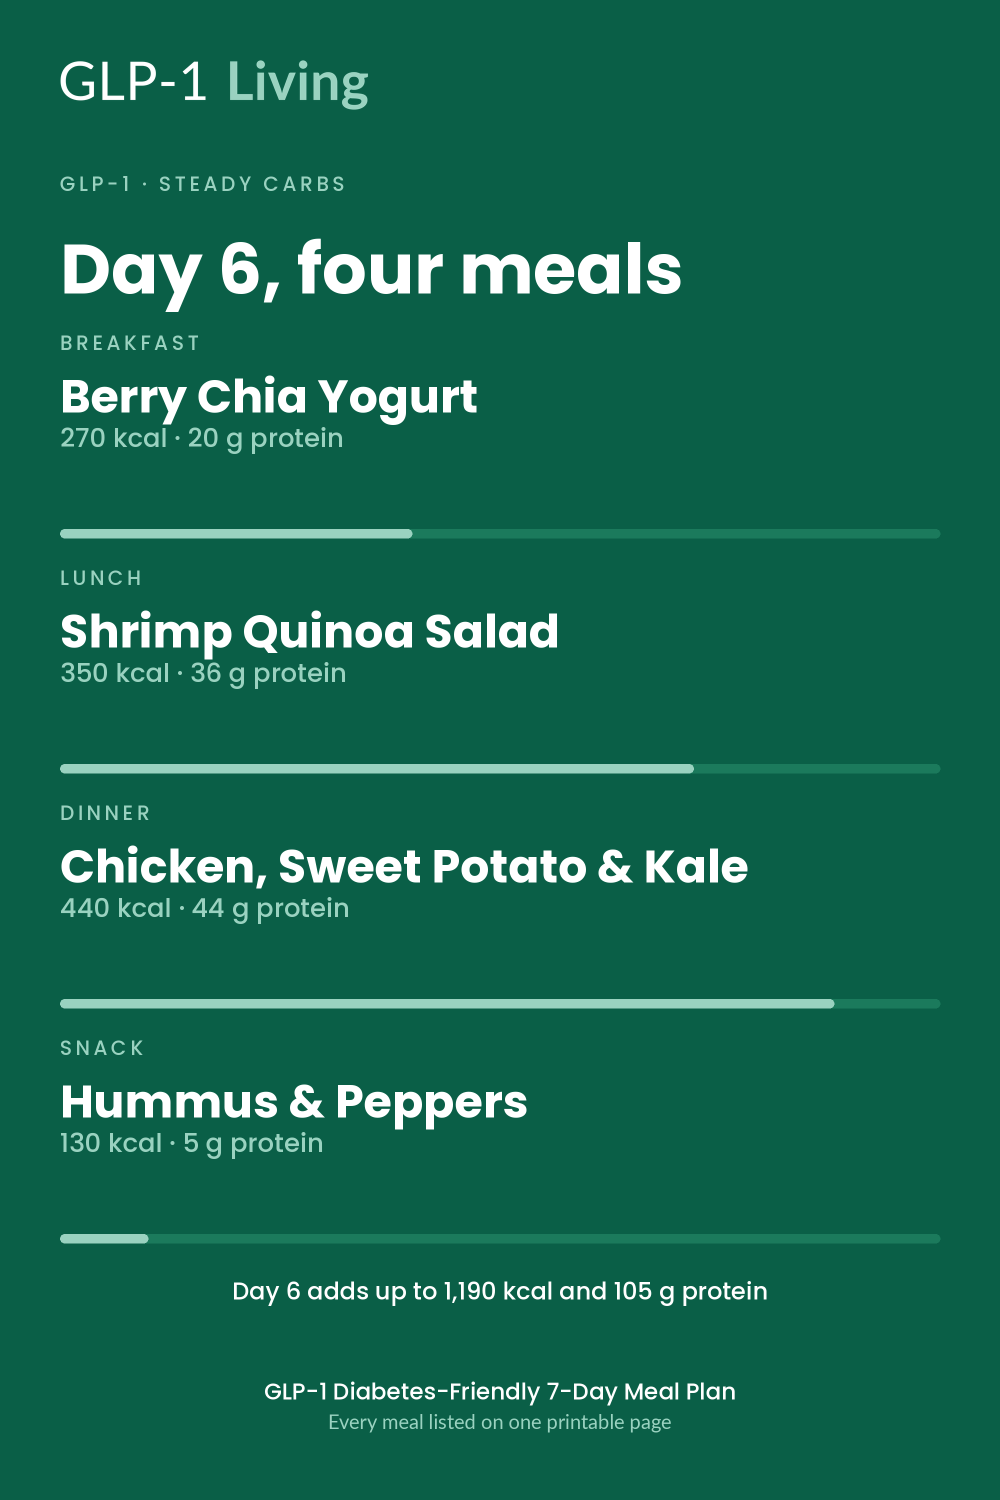 GLP-1 Living
GLP-1 · STEADY CARBS
Day 6, four meals
BREAKFAST
Berry Chia Yogurt
270 kcal · 20 g protein
LUNCH
Shrimp Quinoa Salad
350 kcal · 36 g protein
DINNER
Chicken, Sweet Potato & Kale
440 kcal · 44 g protein
SNACK
Hummus & Peppers
130 kcal · 5 g protein
Day 6 adds up to 1,190 kcal and 105 g protein
GLP-1 Diabetes-Friendly 7-Day Meal Plan
Every meal listed on one printable page